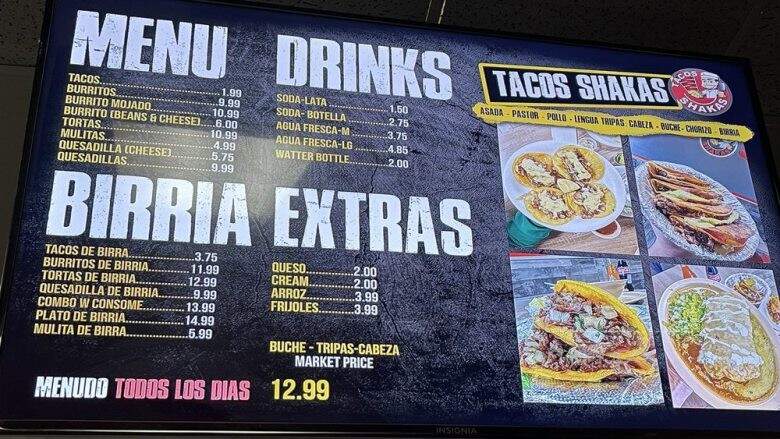 MENU
TACOS............1.99
BURRITOS............9.99
BURRITO MOJADO............10.99
BURRITO (BEANS & CHEESE)............6.00
TORTAS............10.99
MULITAS............4.99
QUESADILLA (CHEESE)............5.75
QUESADILLAS............9.99
DRINKS
SODA-LATA............1.50
SODA- BOTELLA............2.75
AGUA FRESCA-M............3.75
AGUA FRESCA-LG............4.85
WATTER BOTTLE............2.00
BIRRIA
TACOS DE BIRRA............3.75
BURRITOS DE BIRRIA............11.99
TORTAS DE BIRRIA............12.99
QUESADILLA DE BIRRIA............9.99
COMBO W CONSOME............13.99
PLATO DE BIRRIA............14.99
MULITA DE BIRRA............5.99
EXTRAS
QUESO............2.00
CREAM............2.00
ARROZ............3.99
FRIJOLES............3.99
BUCHE - TRIPAS-CABEZA
MARKET PRICE
MENUDO TODOS LOS DIAS 12.99
TACOS SHAKAS
TACOS
SHAKAS
ASADA - PASTOR - POLLO - LENGUA TRIPAS- CABEZA - BUCHE- CHORIZO - BIRRIA
INSIGNIA